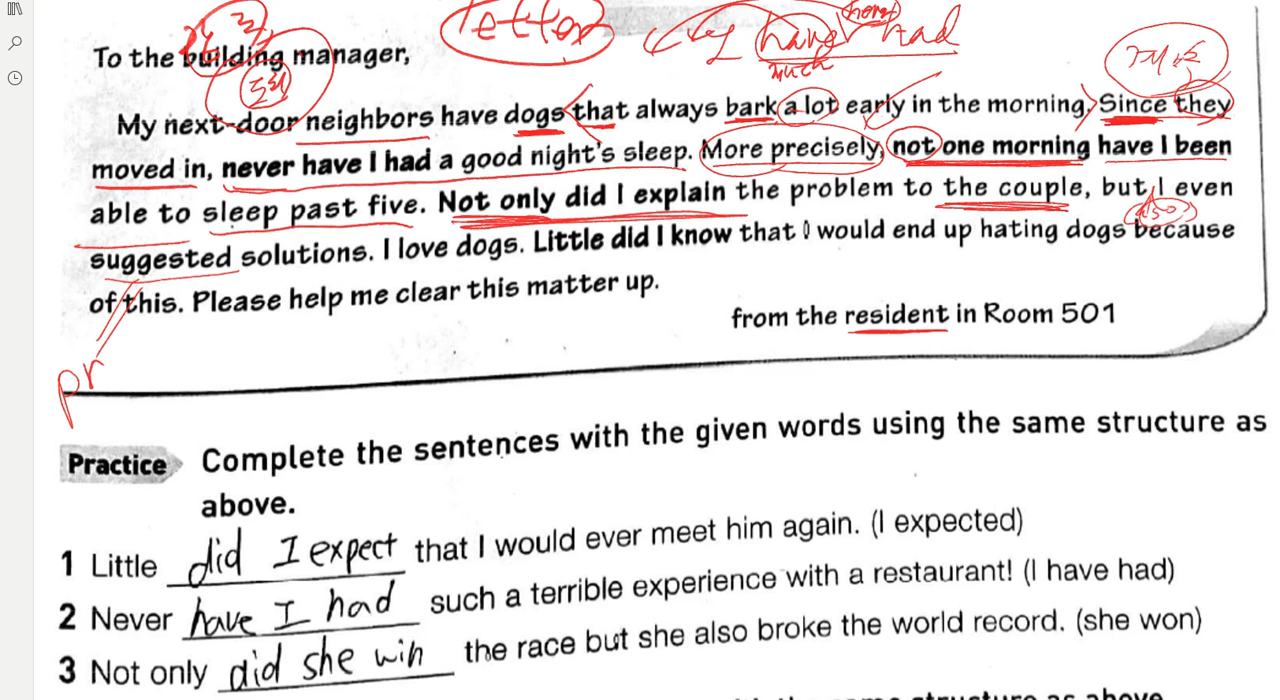 letter
have had
much
To the building manager,
도치
My next-door neighbors have dogs that always bark a lot early in the morning. Since they
moved in, never have I had a good night's sleep. More precisely, not one morning have I been
able to sleep past five. Not only did I explain the problem to the couple, but I even
suggested solutions. I love dogs. Little did I know that I would end up hating dogs because
of this. Please help me clear this matter up.
from the resident in Room 501
pr
Practice Complete the sentences with the given words using the same structure as
above.
1 Little did I expect that I would ever meet him again. (I expected)
2 Never have I had such a terrible experience with a restaurant! (I have had)
3 Not only did she win the race but she also broke the world record. (she won)